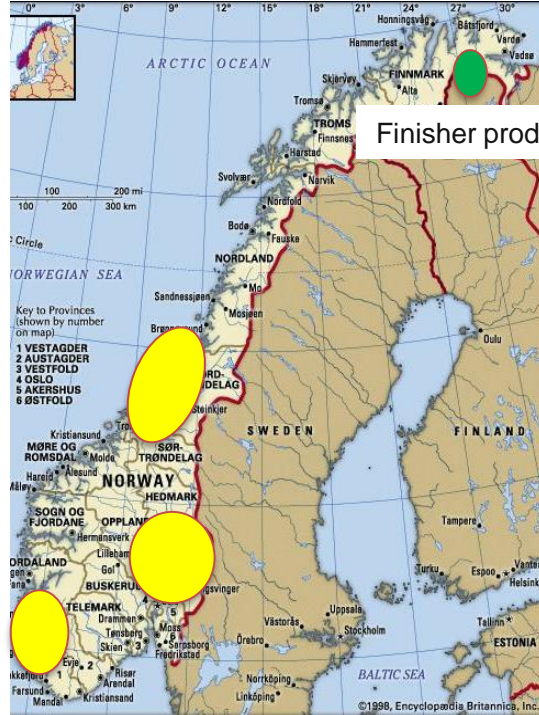 Honningsvåg
Båtsfjord
Hammerfest
Vardø
Vadsø
ARCTIC OCEAN
FINNMARK
Skjervøy
Alta
Tromsø
TROMS
Finnsnes
Finisher prod
Harstad
Svolvær
Narvik
100 200 mi
100 200 300 km
Nordfold
Bodø
Fauske
c Circle
NORDLAND
NORWEGIAN SEA
Mo
Sandnessjøen
Mosjøen
Key to Provinces
(shown by number
on map)
1 VESTAGDER
2 AUSTAGDER
3 VESTFOLD
4 OSLO
5 AKERSHUS
6 ØSTFOLD
Oulu
Steinkjer
SWEDEN
FINLAND
Kristiansund
MØRE OG
ROMSDAL
Molde
Ålesund
SØR-
TRØNDELAG
Hareid
Måløy
NORWAY
HEDMARK
SOGN OG
FJORDANE
OPPLAND
Hermansverk
Tampere
Gol
Turku
Espoo
BUSKERUD
TELEMARK
Drammen
5
Uppsala
Tallinn
Tønsberg
Moss
6
Västerås
Stockholm
Skien
3
Sarpsborg
Fredrikstad
Örebro
ESTONIA
Evje
2
1
Risør
Arendal
Farsund
Mandal
Kristiansand
Norrköping
Linköping
BALTIC SEA
©1998, Encyclopædia Britannica, Inc.
12
15
18
21
24
27
30